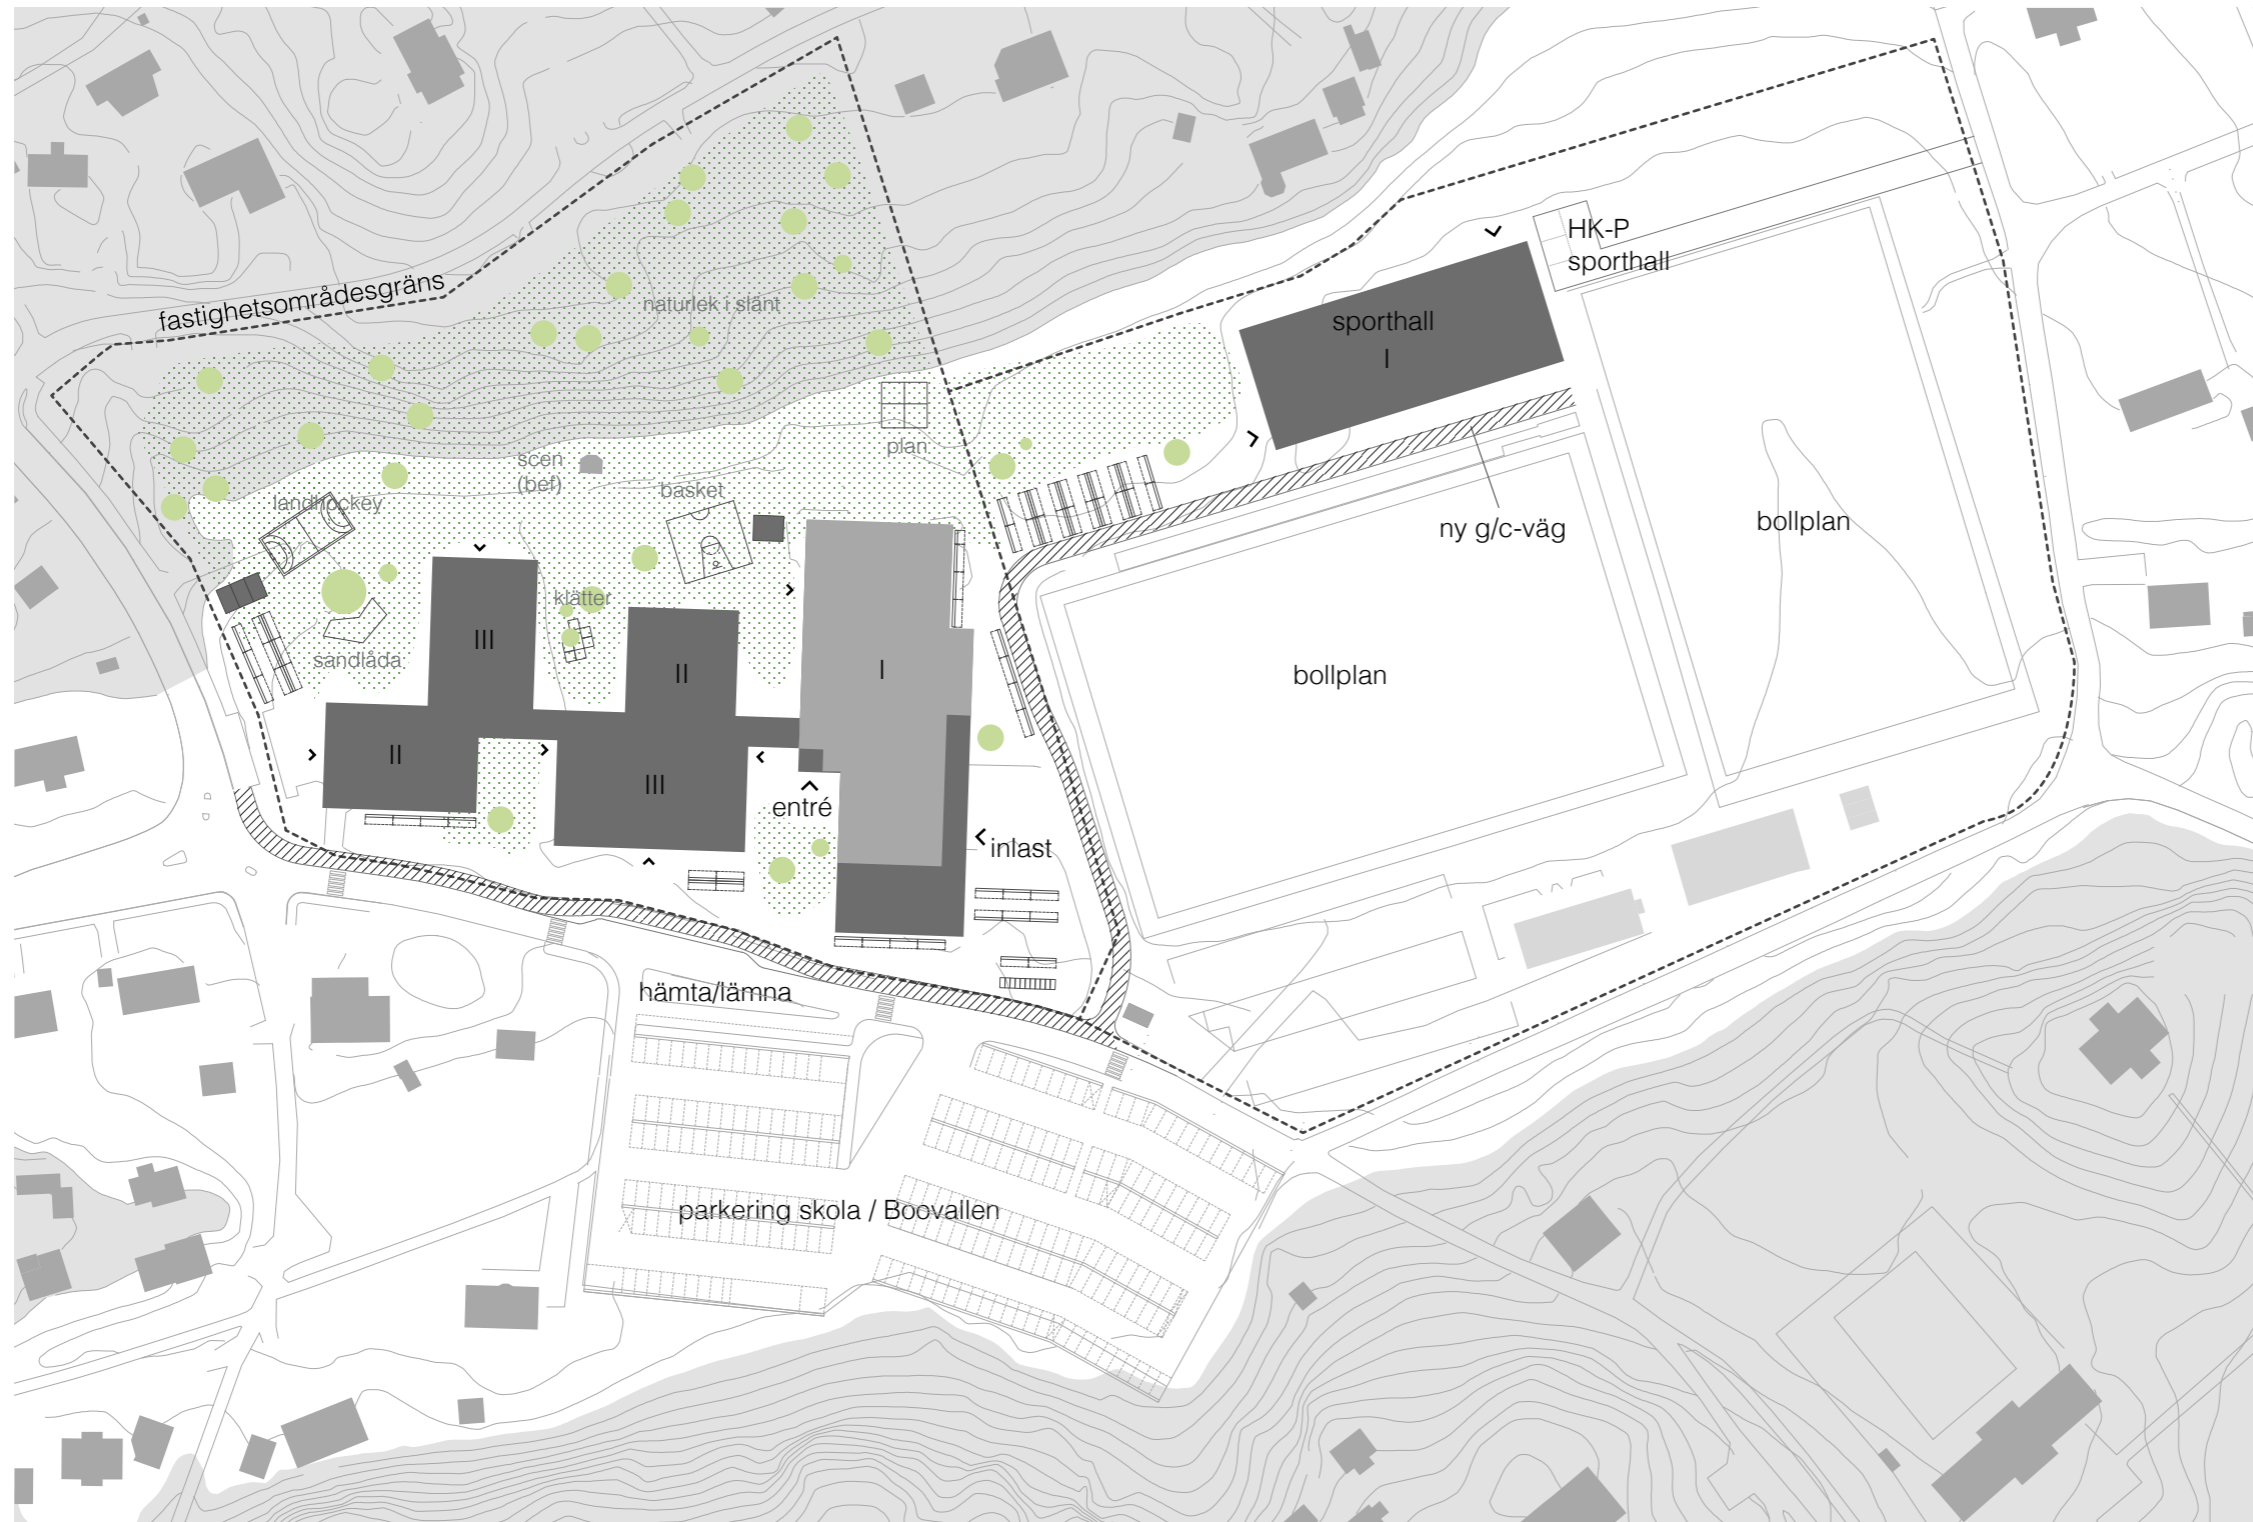 HK-P
sporthall
fastighetsområdesgräns
naturlek i slänt
sporthall
I
plan
scen
(bef)
basket
landhockey
ny g/c-väg
bollplan
klätter
III
sandlåda
II
I
bollplan
II
III
entré
inlast
hämta/lämna
parkering skola / Boovallen